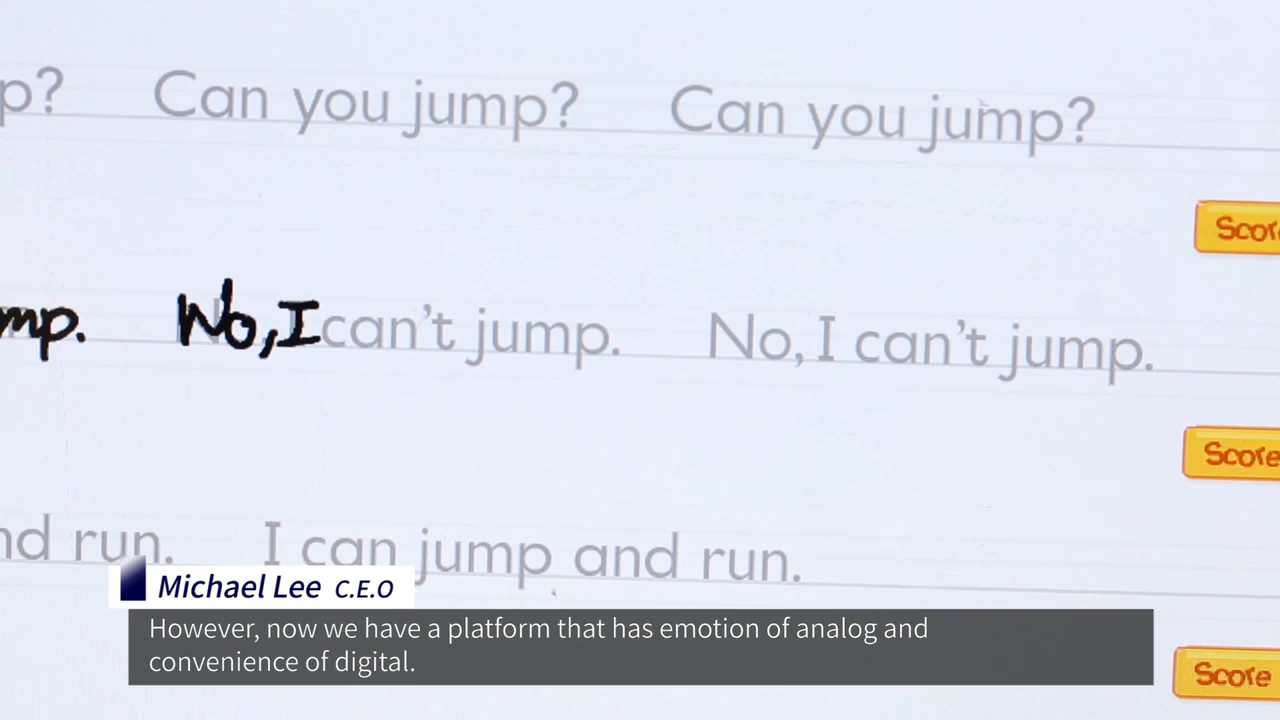 p? Can you jump? Can you jump?
Score
mp. No, I can't jump. No, I can't jump.
Score
nd run. I can jump and run.
Michael Lee C.E.O
However, now we have a platform that has emotion of analog and
convenience of digital.
Score